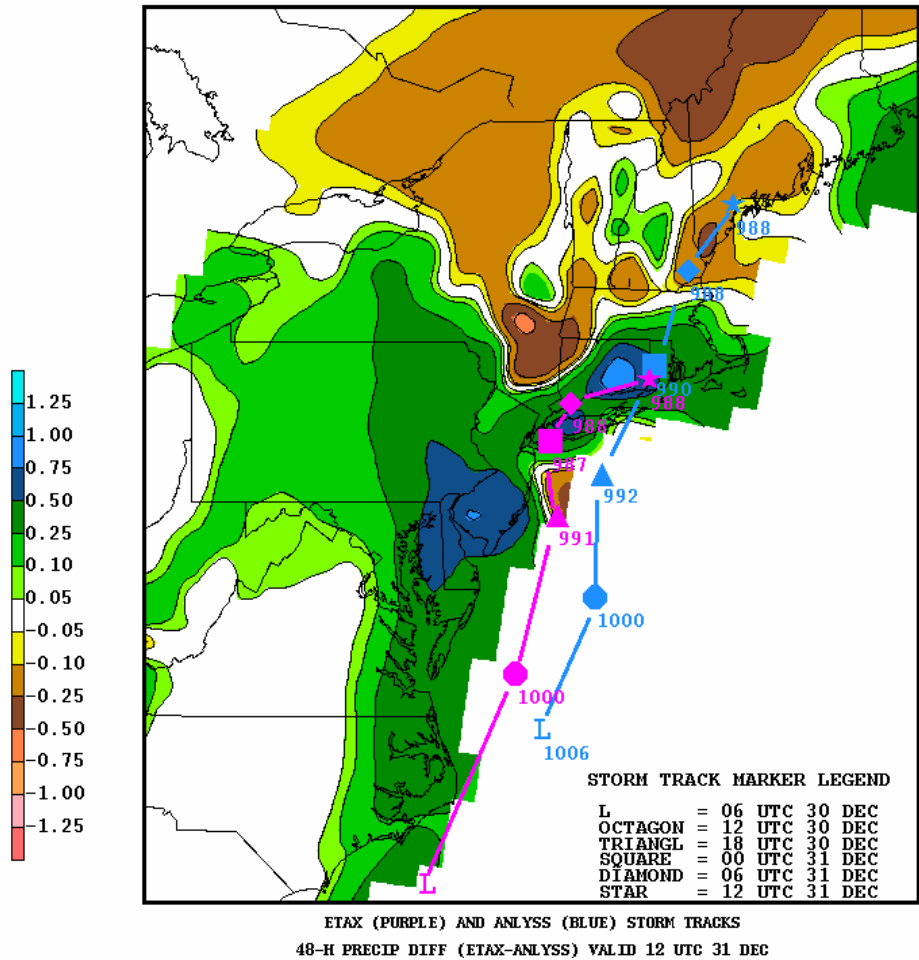 1.25
1.00
0.75
0.50
0.25
0.10
0.05
-0.05
-0.10
-0.25
-0.50
-0.75
-1.00
-1.25
988
988
990
988
988
987
992
991
1000
1000
L
1006
L
STORM TRACK MARKER LEGEND
L = 06 UTC 30 DEC
OCTAGON = 12 UTC 30 DEC
TRIANGL = 18 UTC 30 DEC
SQUARE = 00 UTC 31 DEC
DIAMOND = 06 UTC 31 DEC
STAR = 12 UTC 31 DEC
ETAX (PURPLE) AND ANLYSS (BLUE) STORM TRACKS
48-H PRECIP DIFF (ETAX-ANLYSS) VALID 12 UTC 31 DEC